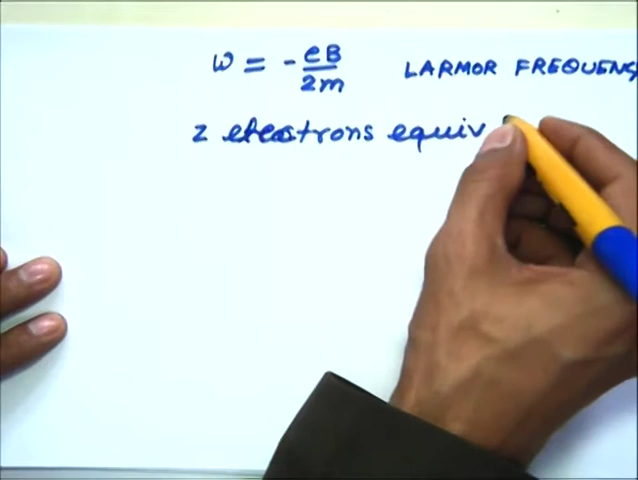 ω = - eB/2m LARMOR FREQUENC
z electrons equiv